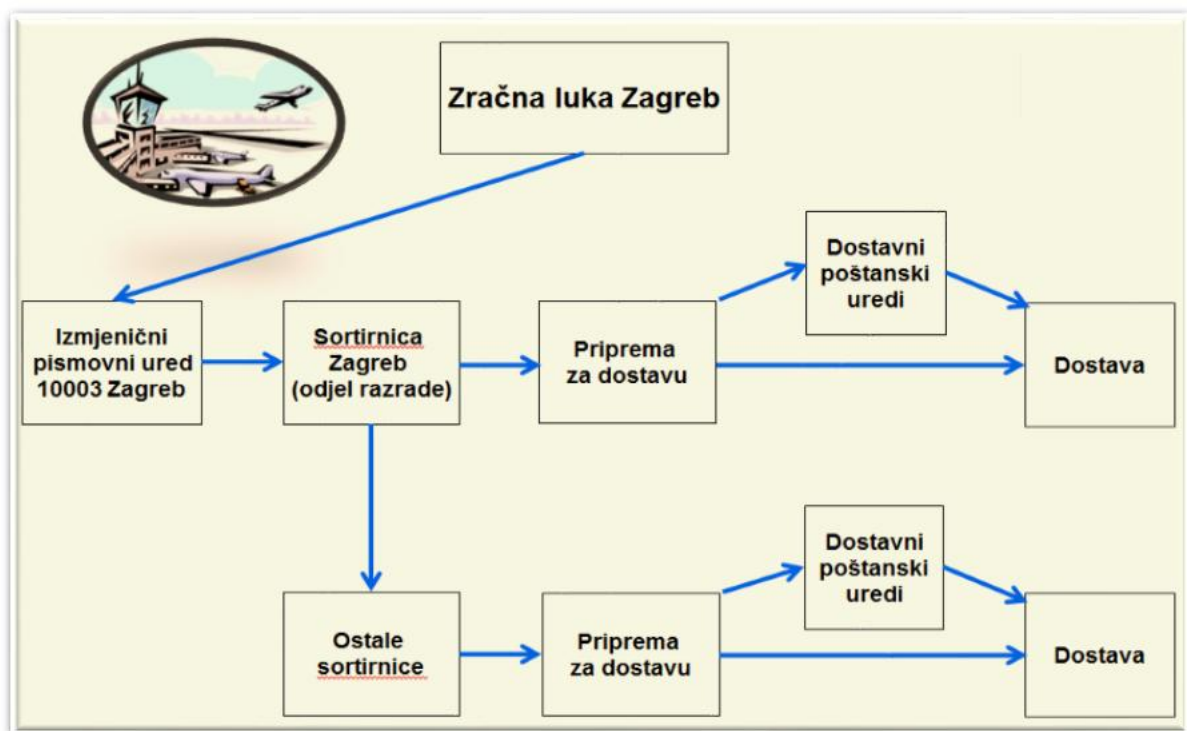 Zračna luka Zagreb
Dostavni
poštanski
uredi
Izmjenični
pismovni ured
10003 Zagreb
Sortirnica
Zagreb
(odjel razrade)
Priprema
za dostavu
Dostava
Dostavni
poštanski
uredi
Ostale
sortirnice
Priprema
za dostavu
Dostava